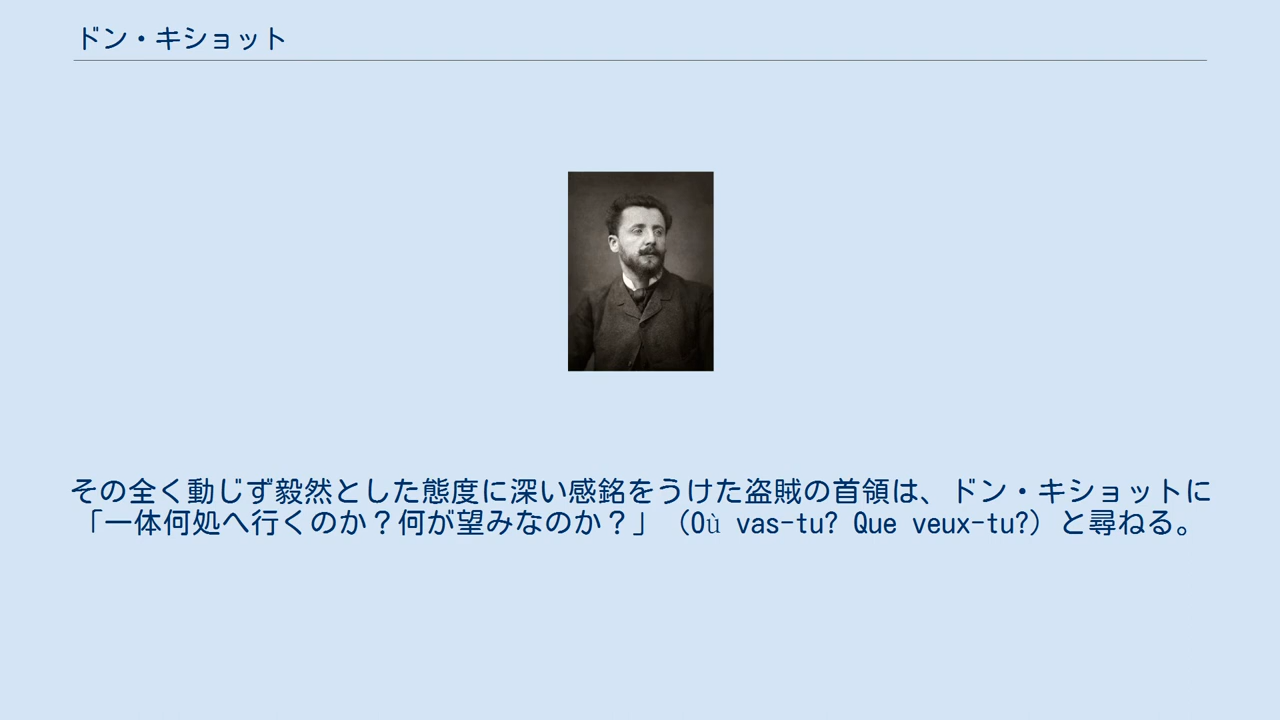 ドン・キショット
その全く動じず毅然とした態度に深い感銘をうけた盗賊の首領は、ドン・キショットに
「一体何処へ行くのか？何が望みなのか？」（Où vas-tu? Que veux-tu?）と尋ねる。